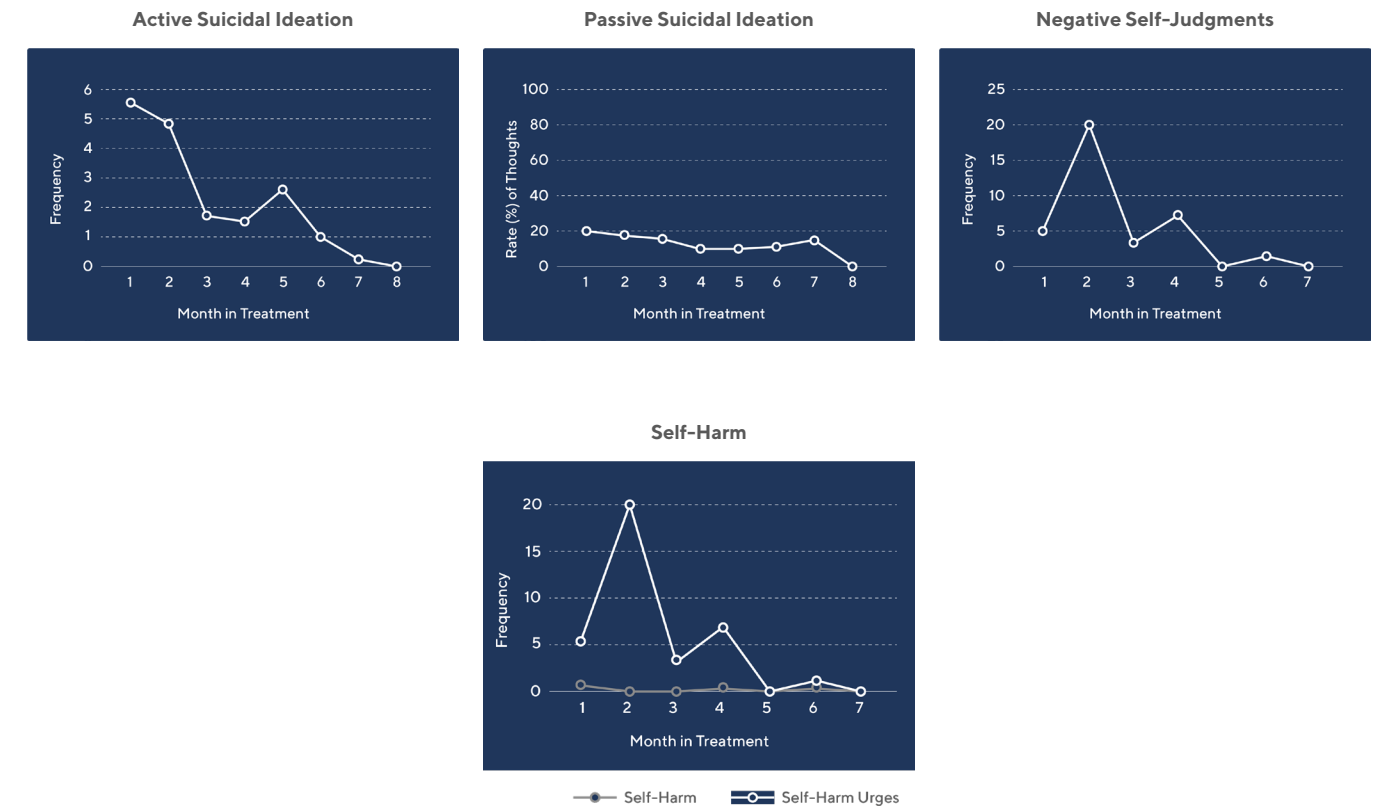 Active Suicidal Ideation
Frequency
6
5
4
3
2
1
0
1 2 3 4 5 6 7 8
Month in Treatment
Passive Suicidal Ideation
Rate (%) of Thoughts
100
80
60
40
20
0
1 2 3 4 5 6 7 8
Month in Treatment
Negative Self-Judgments
Frequency
25
20
15
10
5
0
1 2 3 4 5 6 7
Month in Treatment
Self-Harm
Frequency
20
15
10
5
0
1 2 3 4 5 6 7
Month in Treatment
Self-Harm Self-Harm Urges